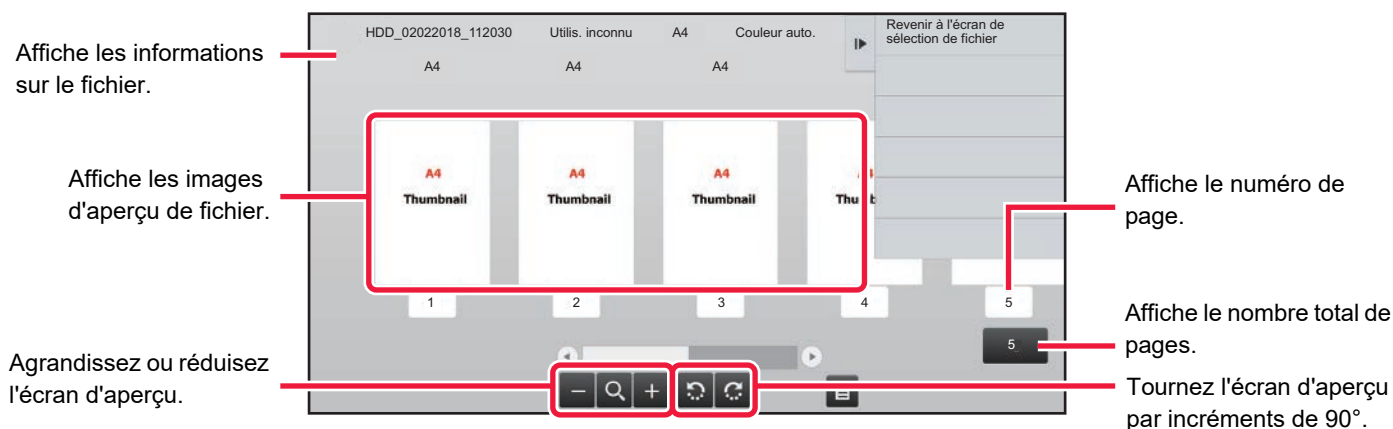 Affiche les informations
sur le fichier.
Affiche les images
d'aperçu de fichier.
Agrandissez ou réduisez
l'écran d'aperçu.
HDD_02022018_112030 Utilis. inconnu A4 Couleur auto.
A4 A4 A4
Revenir à l'écran de
sélection de fichier
A4 A4 A4
Thumbnail Thumbnail Thumbnail
1 2 3 4 5
5
Affiche le numéro de
page.
Affiche le nombre total de
pages.
Tournez l'écran d'aperçu
par incréments de 90°.